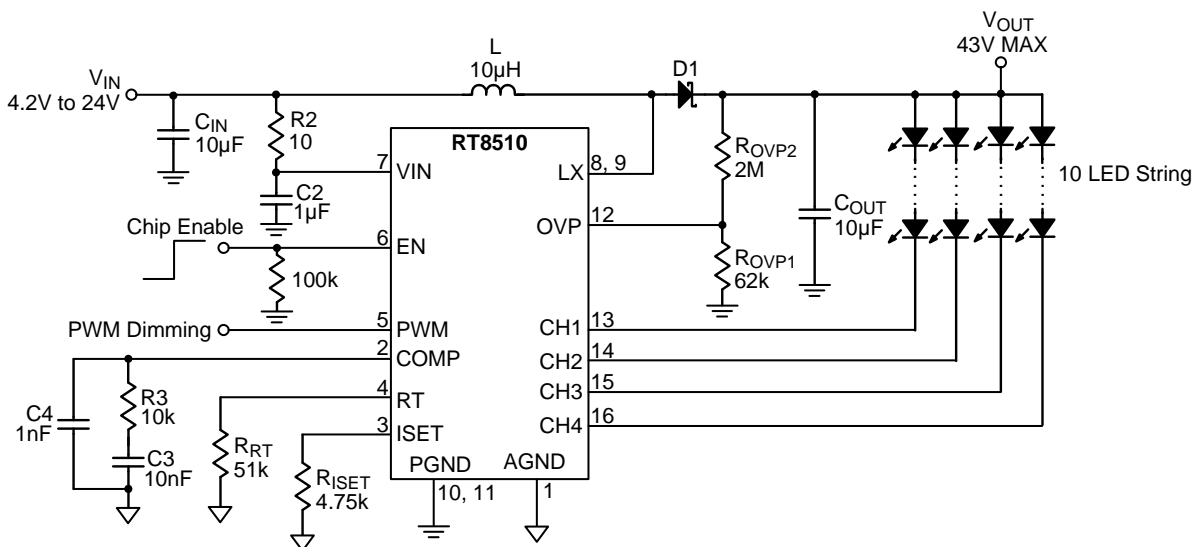 VOUT
43V MAX
L
10µH
D1
VIN
4.2V to 24V
CIN
10µF
R2
10
RT8510
7
VIN
LX
8, 9
ROVP2
2M
10 LED String
C2
1µF
12
OVP
COUT
10µF
Chip Enable
6
EN
ROVP1
62k
100k
PWM Dimming
5
PWM
CH1
13
2
COMP
CH2
14
C4
1nF
R3
10k
4
RT
CH3
15
3
ISET
CH4
16
C3
10nF
RRT
51k
RISET
4.75k
PGND
AGND
10, 11
1